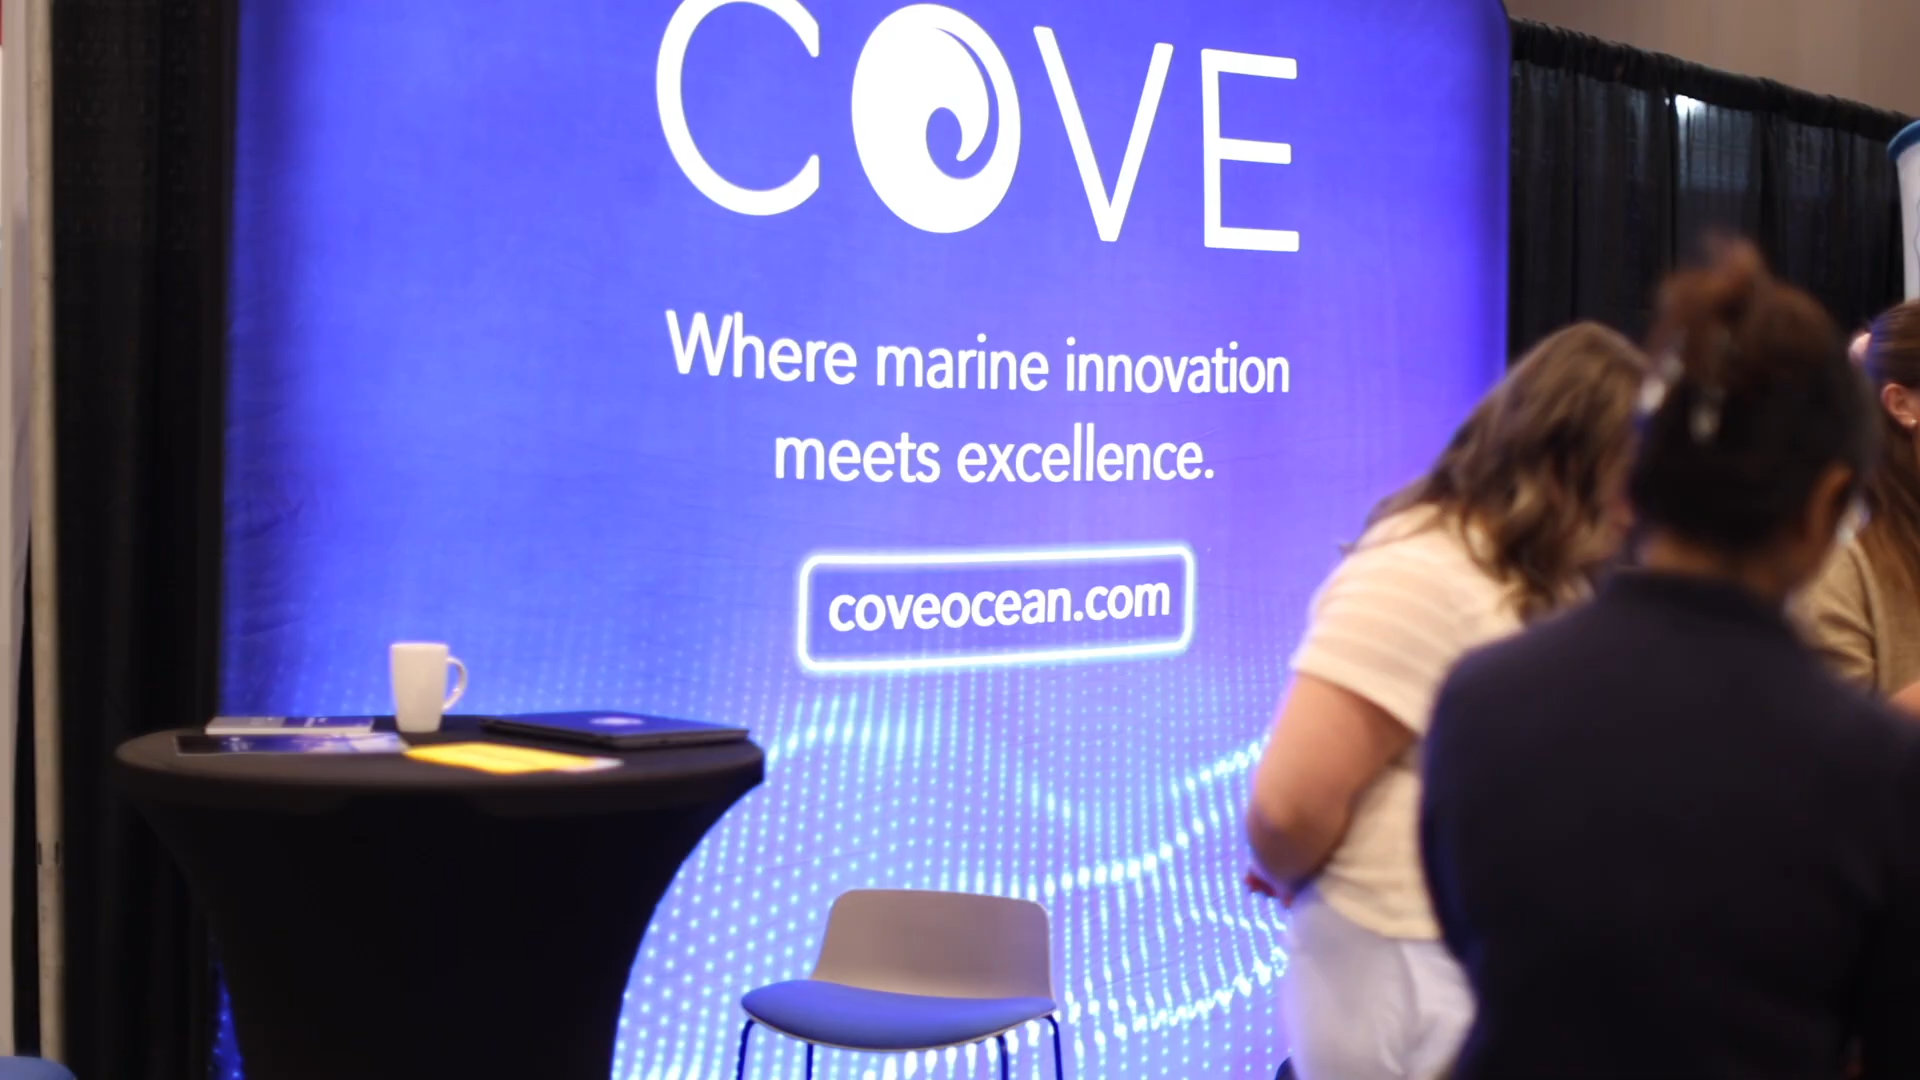 COVE
Where marine innovation
meets excellence.
coveocean.com